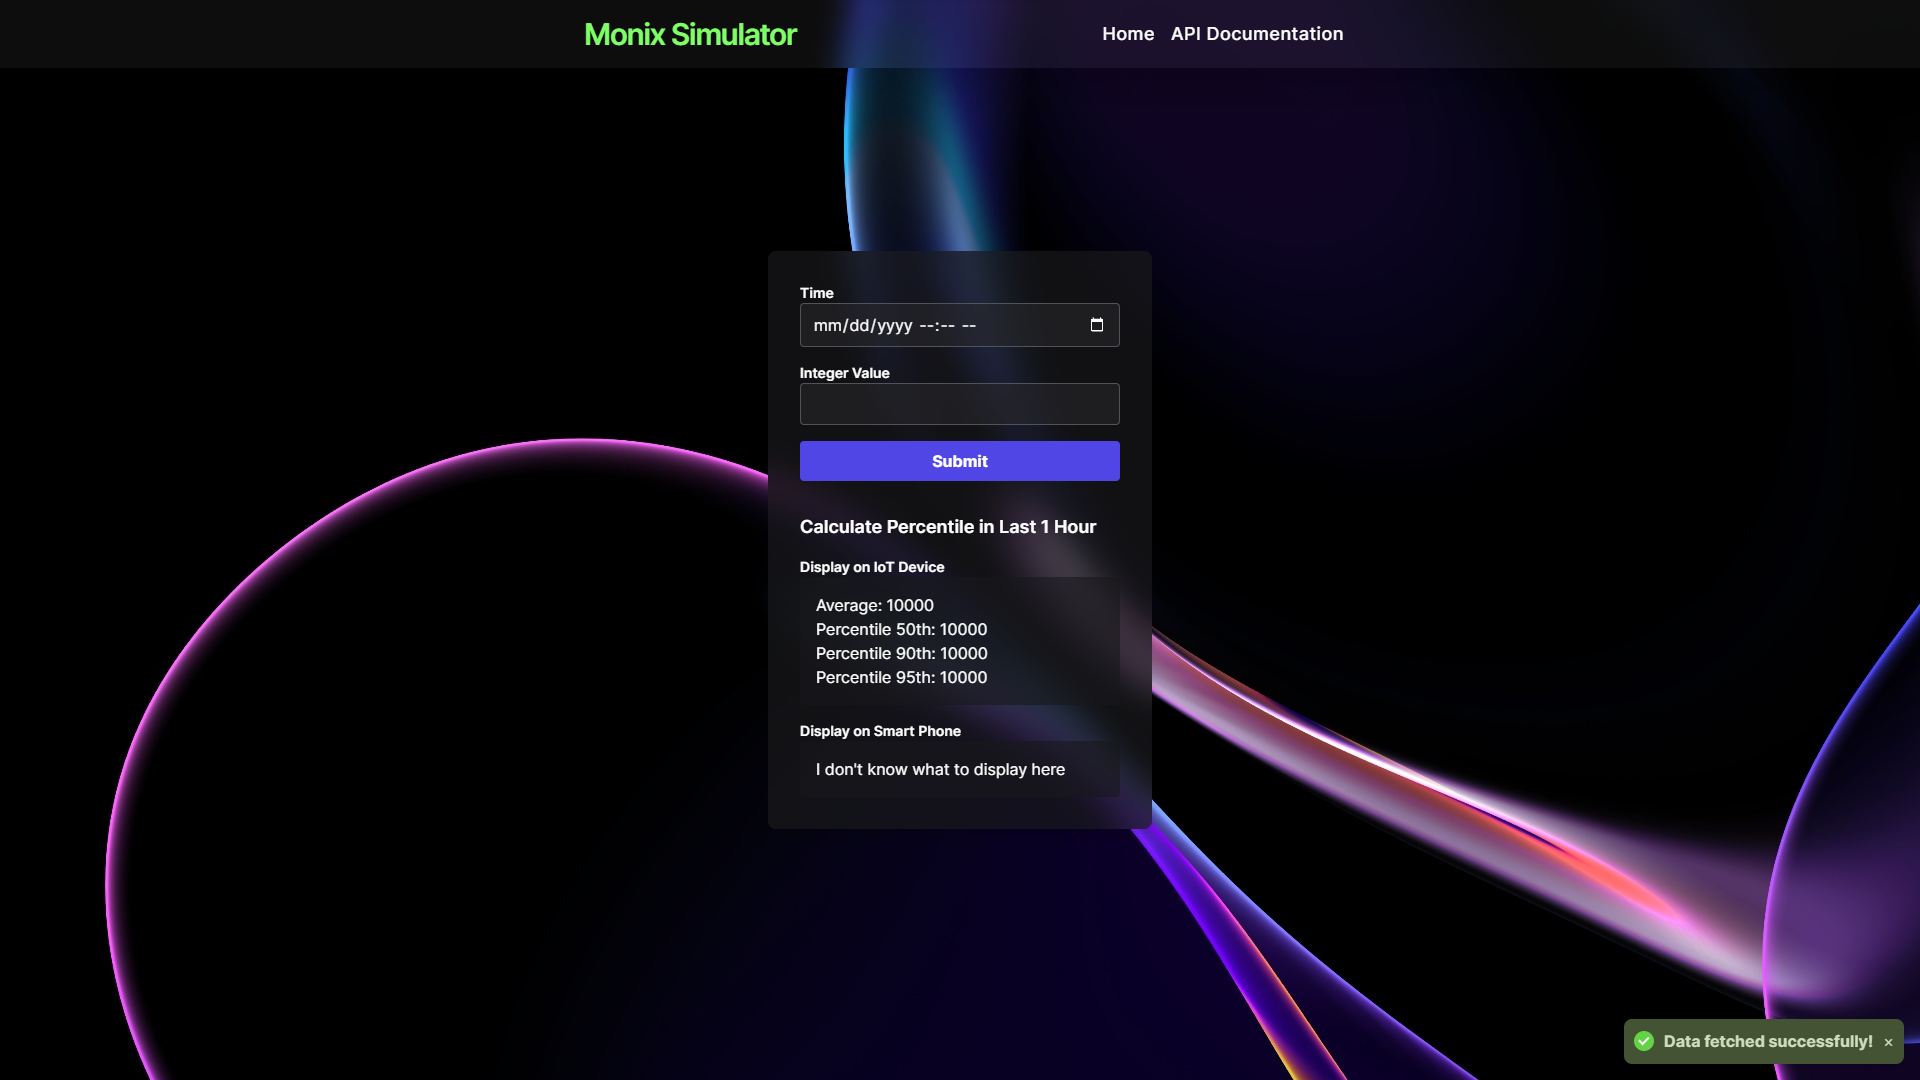 Monix Simulator
Home API Documentation
Time
mm/dd/yyyy --:-- --
Integer Value
Submit
Calculate Percentile in Last 1 Hour
Display on IoT Device
Average: 10000
Percentile 50th: 10000
Percentile 90th: 10000
Percentile 95th: 10000
Display on Smart Phone
I don't know what to display here
Data fetched successfully! ×